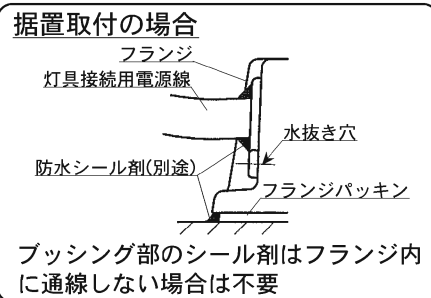 据置取付の場合
フランジ
灯具接続用電源線
水抜き穴
防水シール剤(別途)
フランジパッキン
ブッシング部のシール剤はフランジ内
に通線しない場合は不要